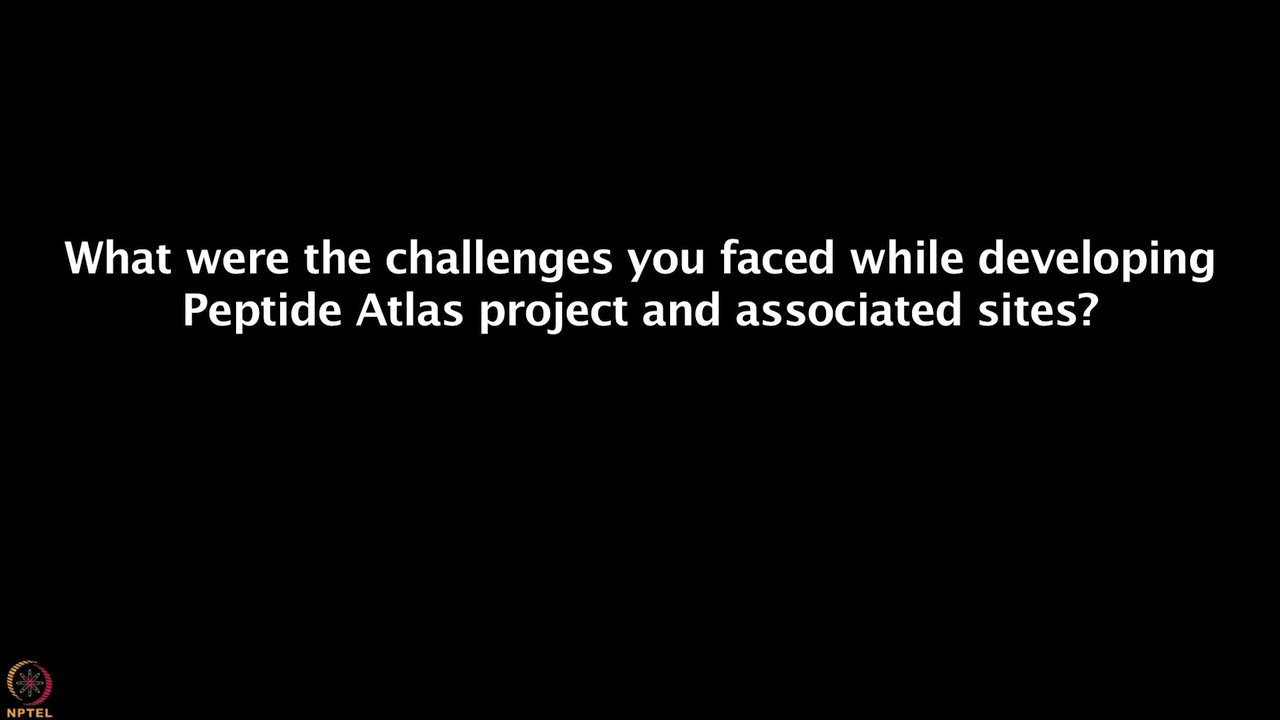 What were the challenges you faced while developing
Peptide Atlas project and associated sites?
NPTEL